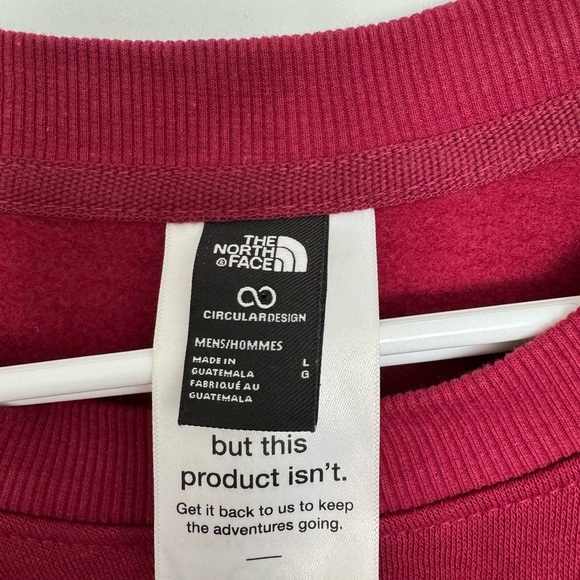 THE
NORTH
FACE
CIRCULARDESIGN
MENS/HOMMES
MADE IN
GUATEMALA
FABRIQUÉ AU
GUATEMALA
L
G
but this
product isn't.
Get it back to us to keep
the adventures going.